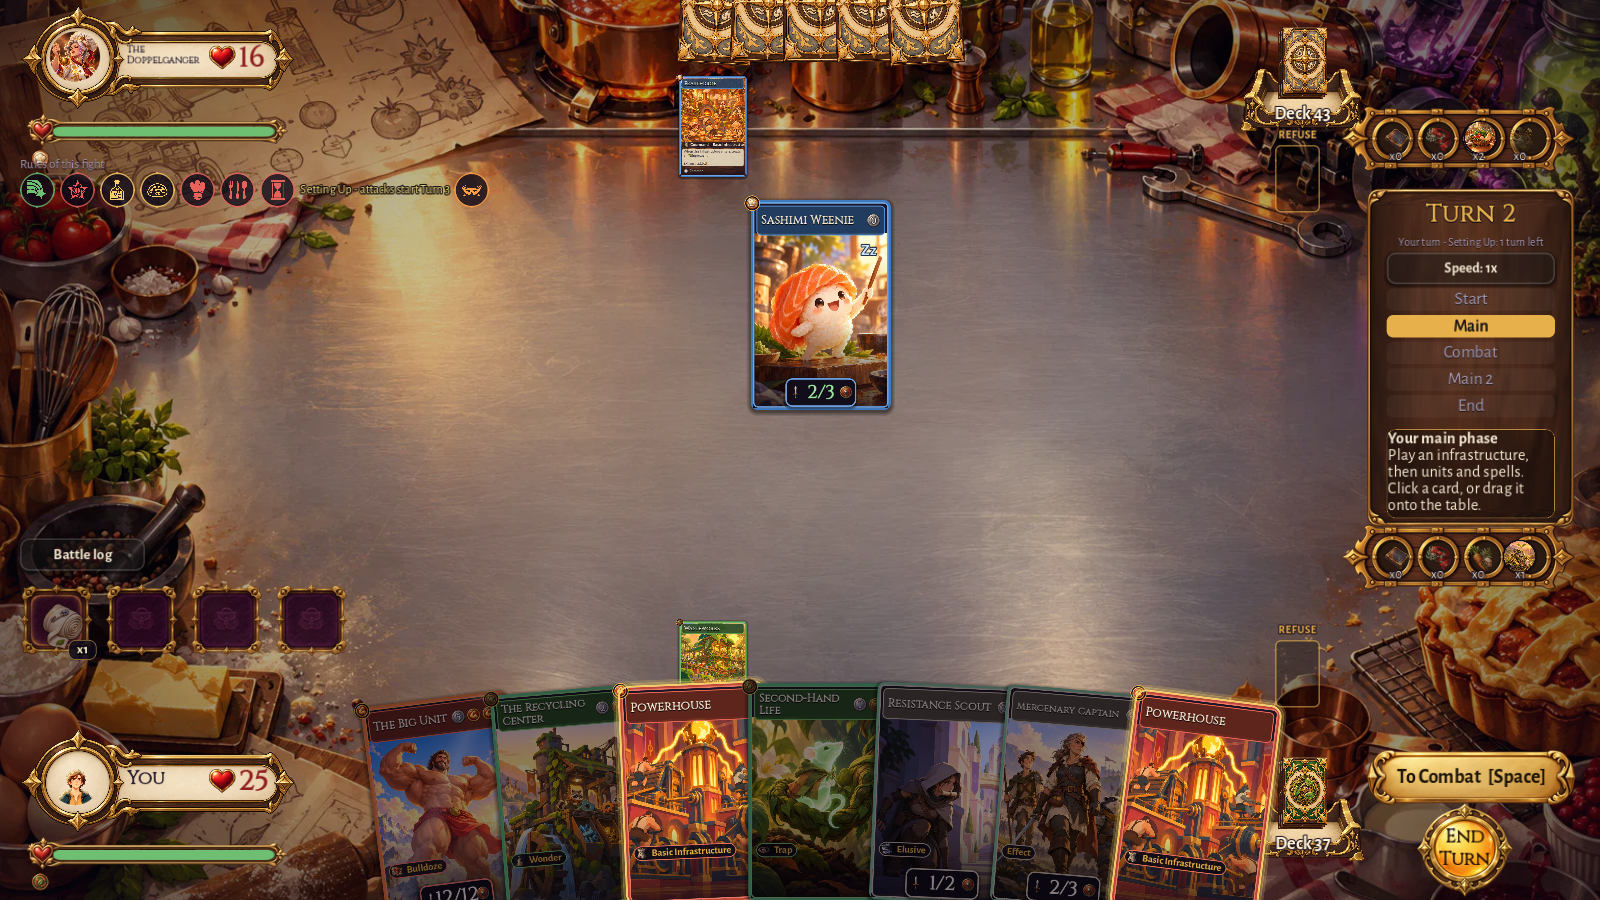 THE
DOPPELGANGER
16
Rules of this fight
Setting Up - attacks start Turn 3
SASHIMI WEENIE
Zz
2/3
Deck 43
REFUSE
x0
x0
x2
x0
TURN 2
Your turn - Setting Up: 1 turn left
Speed: 1x
Start
Main
Combat
Main 2
End
Your main phase
Play an infrastructure,
then units and spells.
Click a card, or drag it
onto the table.
x0
x0
x0
x1
Battle log
x1
REFUSE
THE BIG UNIT
Bulldoze
12/12
THE RECYCLING
CENTER
Wonder
POWERHOUSE
Basic Infrastructure
SECOND-HAND
LIFE
Trap
RESISTANCE SCOUT
Elusive
1/2
MERCENARY CAPTAIN
Effect
2/3
POWERHOUSE
Basic Infrastructure
YOU
25
Deck 37
To Combat [Space]
END
TURN